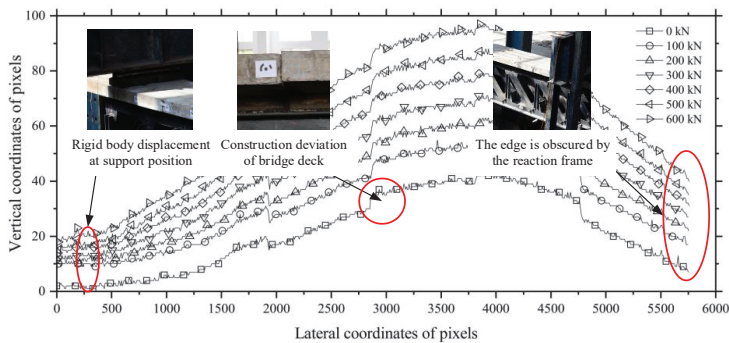 100
80
60
40
20
0
Vertical coordinates of pixels
0 500 1000 1500 2000 2500 3000 3500 4000 4500 5000 5500 6000
Lateral coordinates of pixels
0 kN
100 kN
200 kN
300 kN
400 kN
500 kN
600 kN
Rigid body displacement
at support position
Construction deviation
of bridge deck
The edge is obscured by
the reaction frame